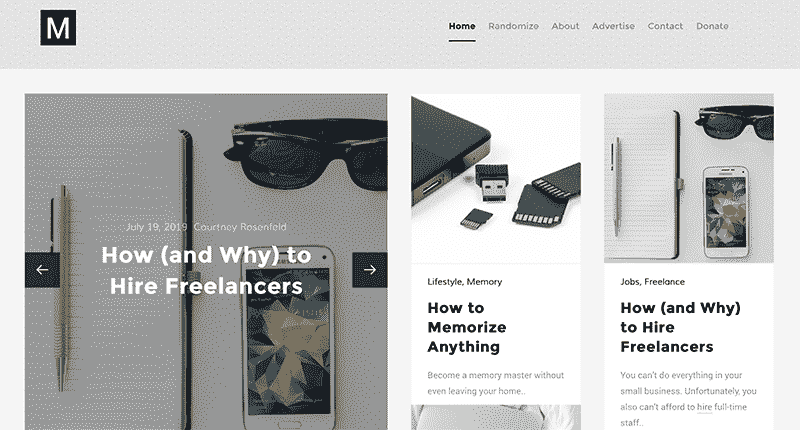 M
Home Randomize About Advertise Contact Donate
July 19, 2019 Courtney Rosenfeld
How (and Why) to
Hire Freelancers
Lifestyle, Memory
How to
Memorize
Anything
Become a memory master without
even leaving your home..
Jobs, Freelance
How (and Why)
to Hire
Freelancers
You can't do everything in your
small business. Unfortunately, you
also can't afford to hire full-time
staff..